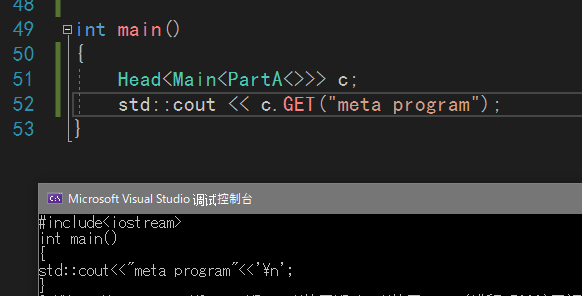 48
49 int main()
50 {
51 Head<Main<PartA<>>> c;
52 std::cout << c.GET("meta program");
53 }
Microsoft Visual Studio 调试控制台
#include<iostream>
int main()
{
std::cout<<"meta program"<<'¥n';
}